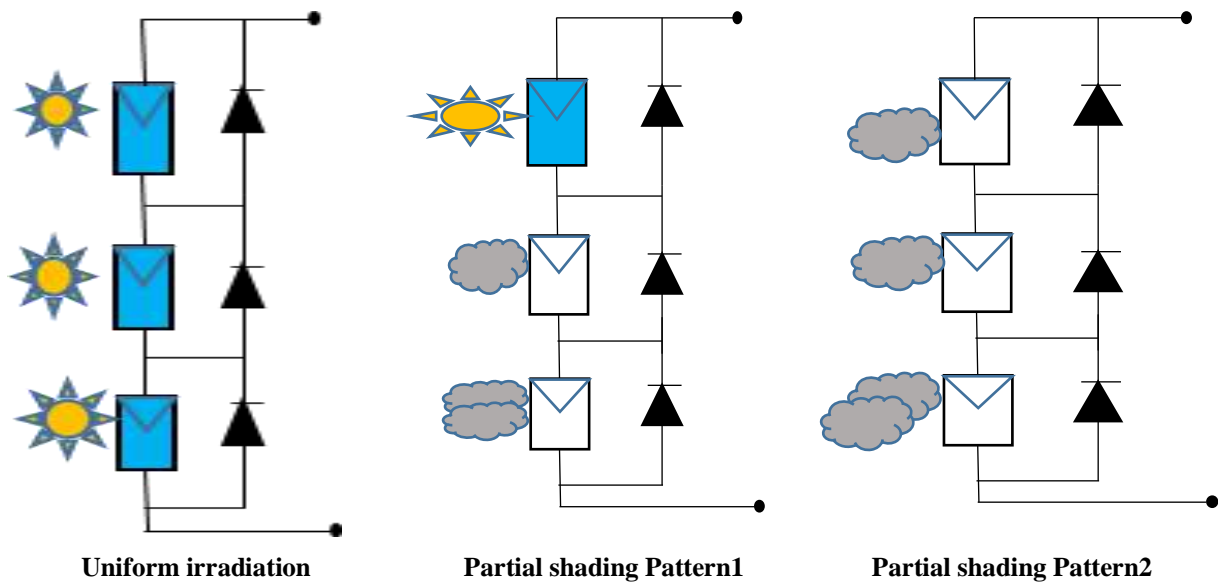 Uniform irradiation
Partial shading Pattern1
Partial shading Pattern2